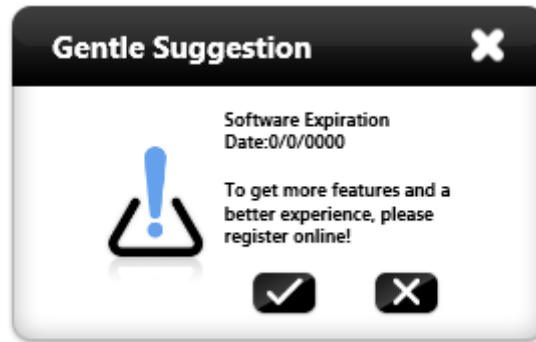 Gentle Suggestion
Software Expiration
Date:0/0/0000
To get more features and a
better experience, please
register online!